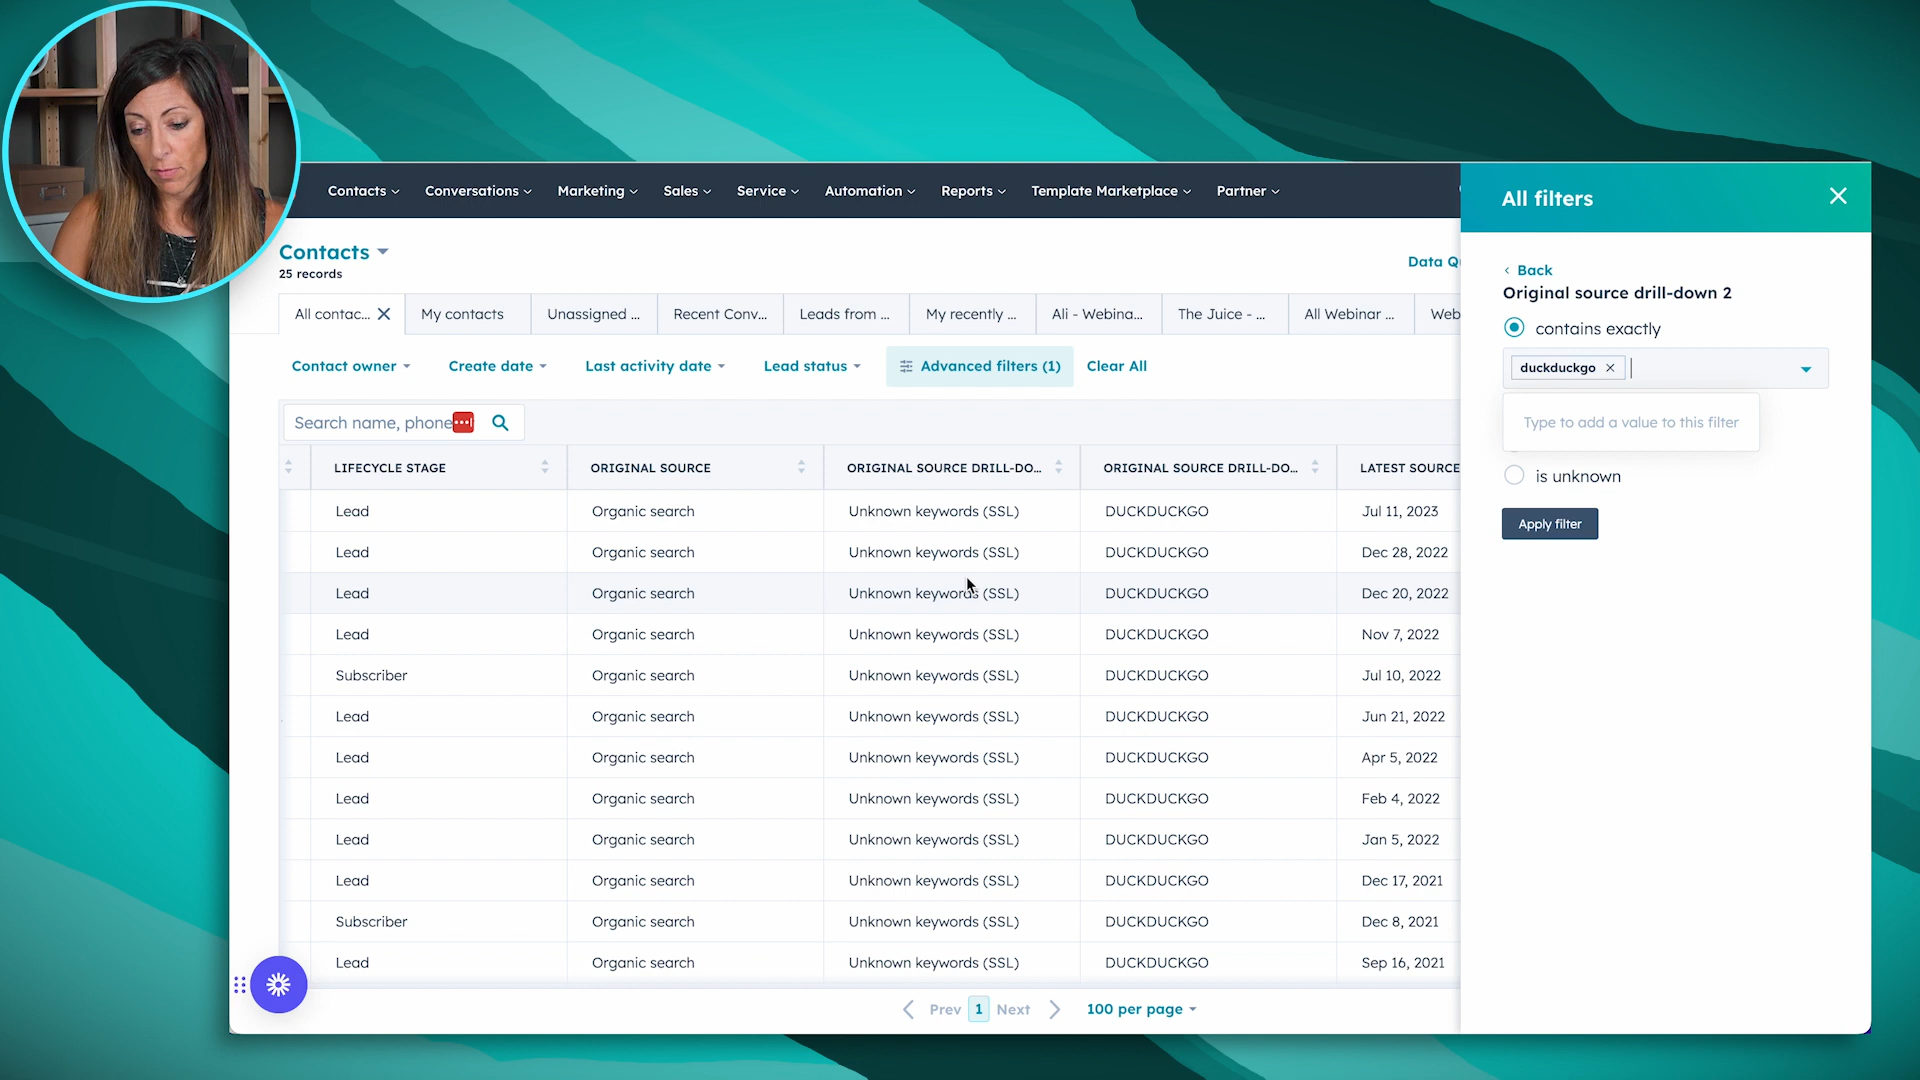 Contacts Conversations Marketing Sales Service Automation Reports Template Marketplace Partner
All filters
Contacts
25 records
Data Qu
‹ Back
Original source drill-down 2
contains exactly
duckduckgo
Type to add a value to this filter
is unknown
Apply filter
All contac... My contacts Unassigned ... Recent Conv... Leads from ... My recently ... Ali - Webina... The Juice - ... All Webinar ... Web
Contact owner Create date Last activity date Lead status Advanced filters (1) Clear All
Search name, phone
LIFECYCLE STAGE ORIGINAL SOURCE ORIGINAL SOURCE DRILL-DO... ORIGINAL SOURCE DRILL-DO... LATEST SOURCE
Lead Organic search Unknown keywords (SSL) DUCKDUCKGO Jul 11, 2023
Lead Organic search Unknown keywords (SSL) DUCKDUCKGO Dec 28, 2022
Lead Organic search Unknown keywords (SSL) DUCKDUCKGO Dec 20, 2022
Lead Organic search Unknown keywords (SSL) DUCKDUCKGO Nov 7, 2022
Subscriber Organic search Unknown keywords (SSL) DUCKDUCKGO Jul 10, 2022
Lead Organic search Unknown keywords (SSL) DUCKDUCKGO Jun 21, 2022
Lead Organic search Unknown keywords (SSL) DUCKDUCKGO Apr 5, 2022
Lead Organic search Unknown keywords (SSL) DUCKDUCKGO Feb 4, 2022
Lead Organic search Unknown keywords (SSL) DUCKDUCKGO Jan 5, 2022
Lead Organic search Unknown keywords (SSL) DUCKDUCKGO Dec 17, 2021
Subscriber Organic search Unknown keywords (SSL) DUCKDUCKGO Dec 8, 2021
Lead Organic search Unknown keywords (SSL) DUCKDUCKGO Sep 16, 2021
Prev 1 Next 100 per page